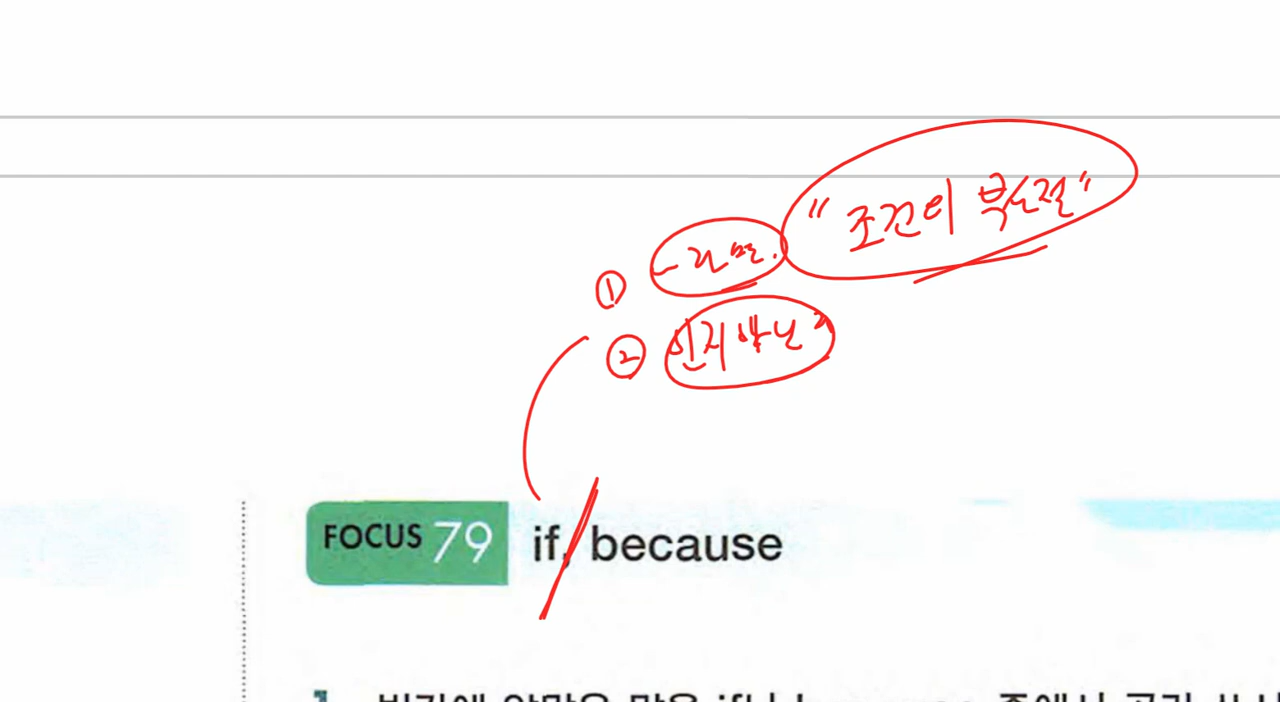 "조건의 부사절"
① ~라면.
② 인지 아닌지
FOCUS 79 if, because